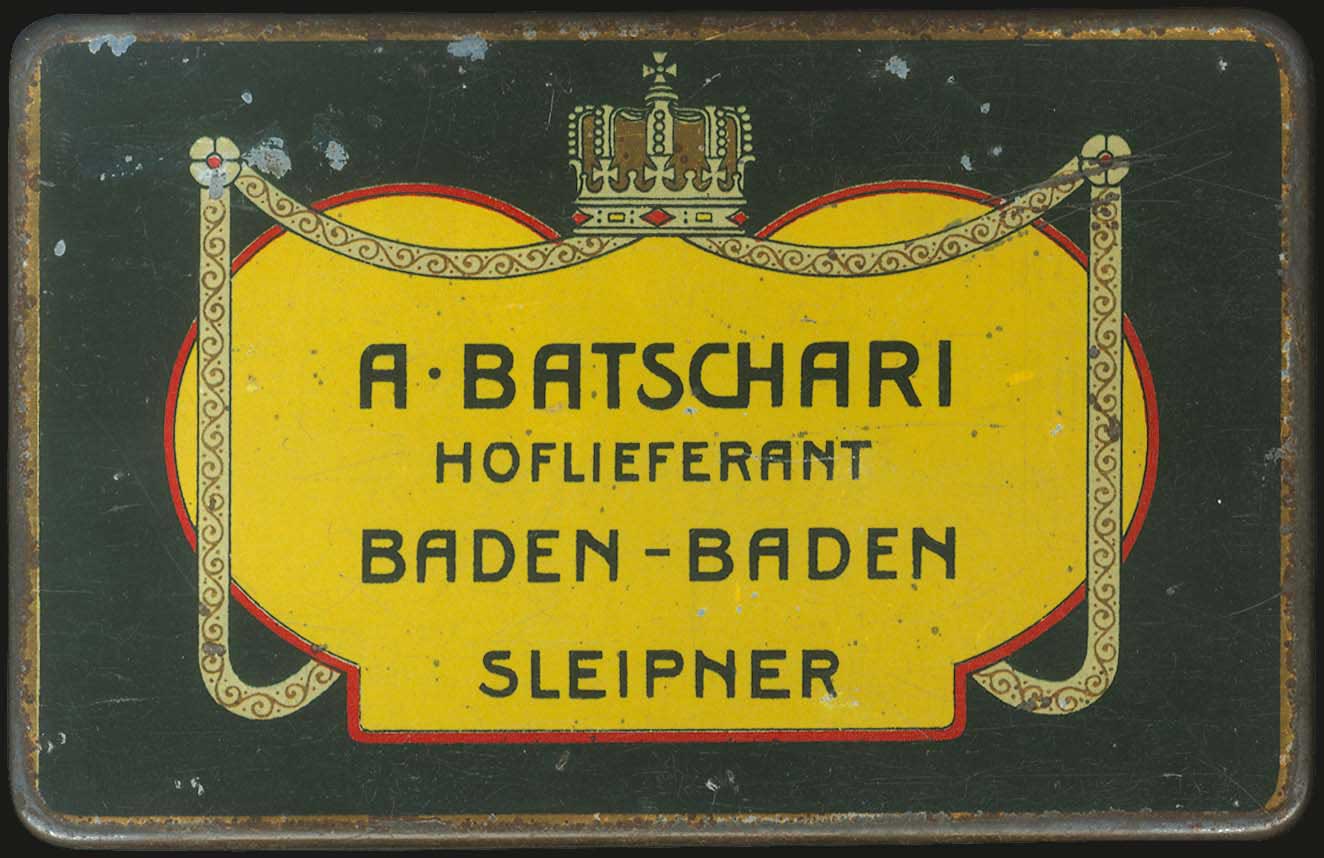 A·BATSCHARI
HOFLIEFERANT
BADEN-BADEN
SLEIPNER